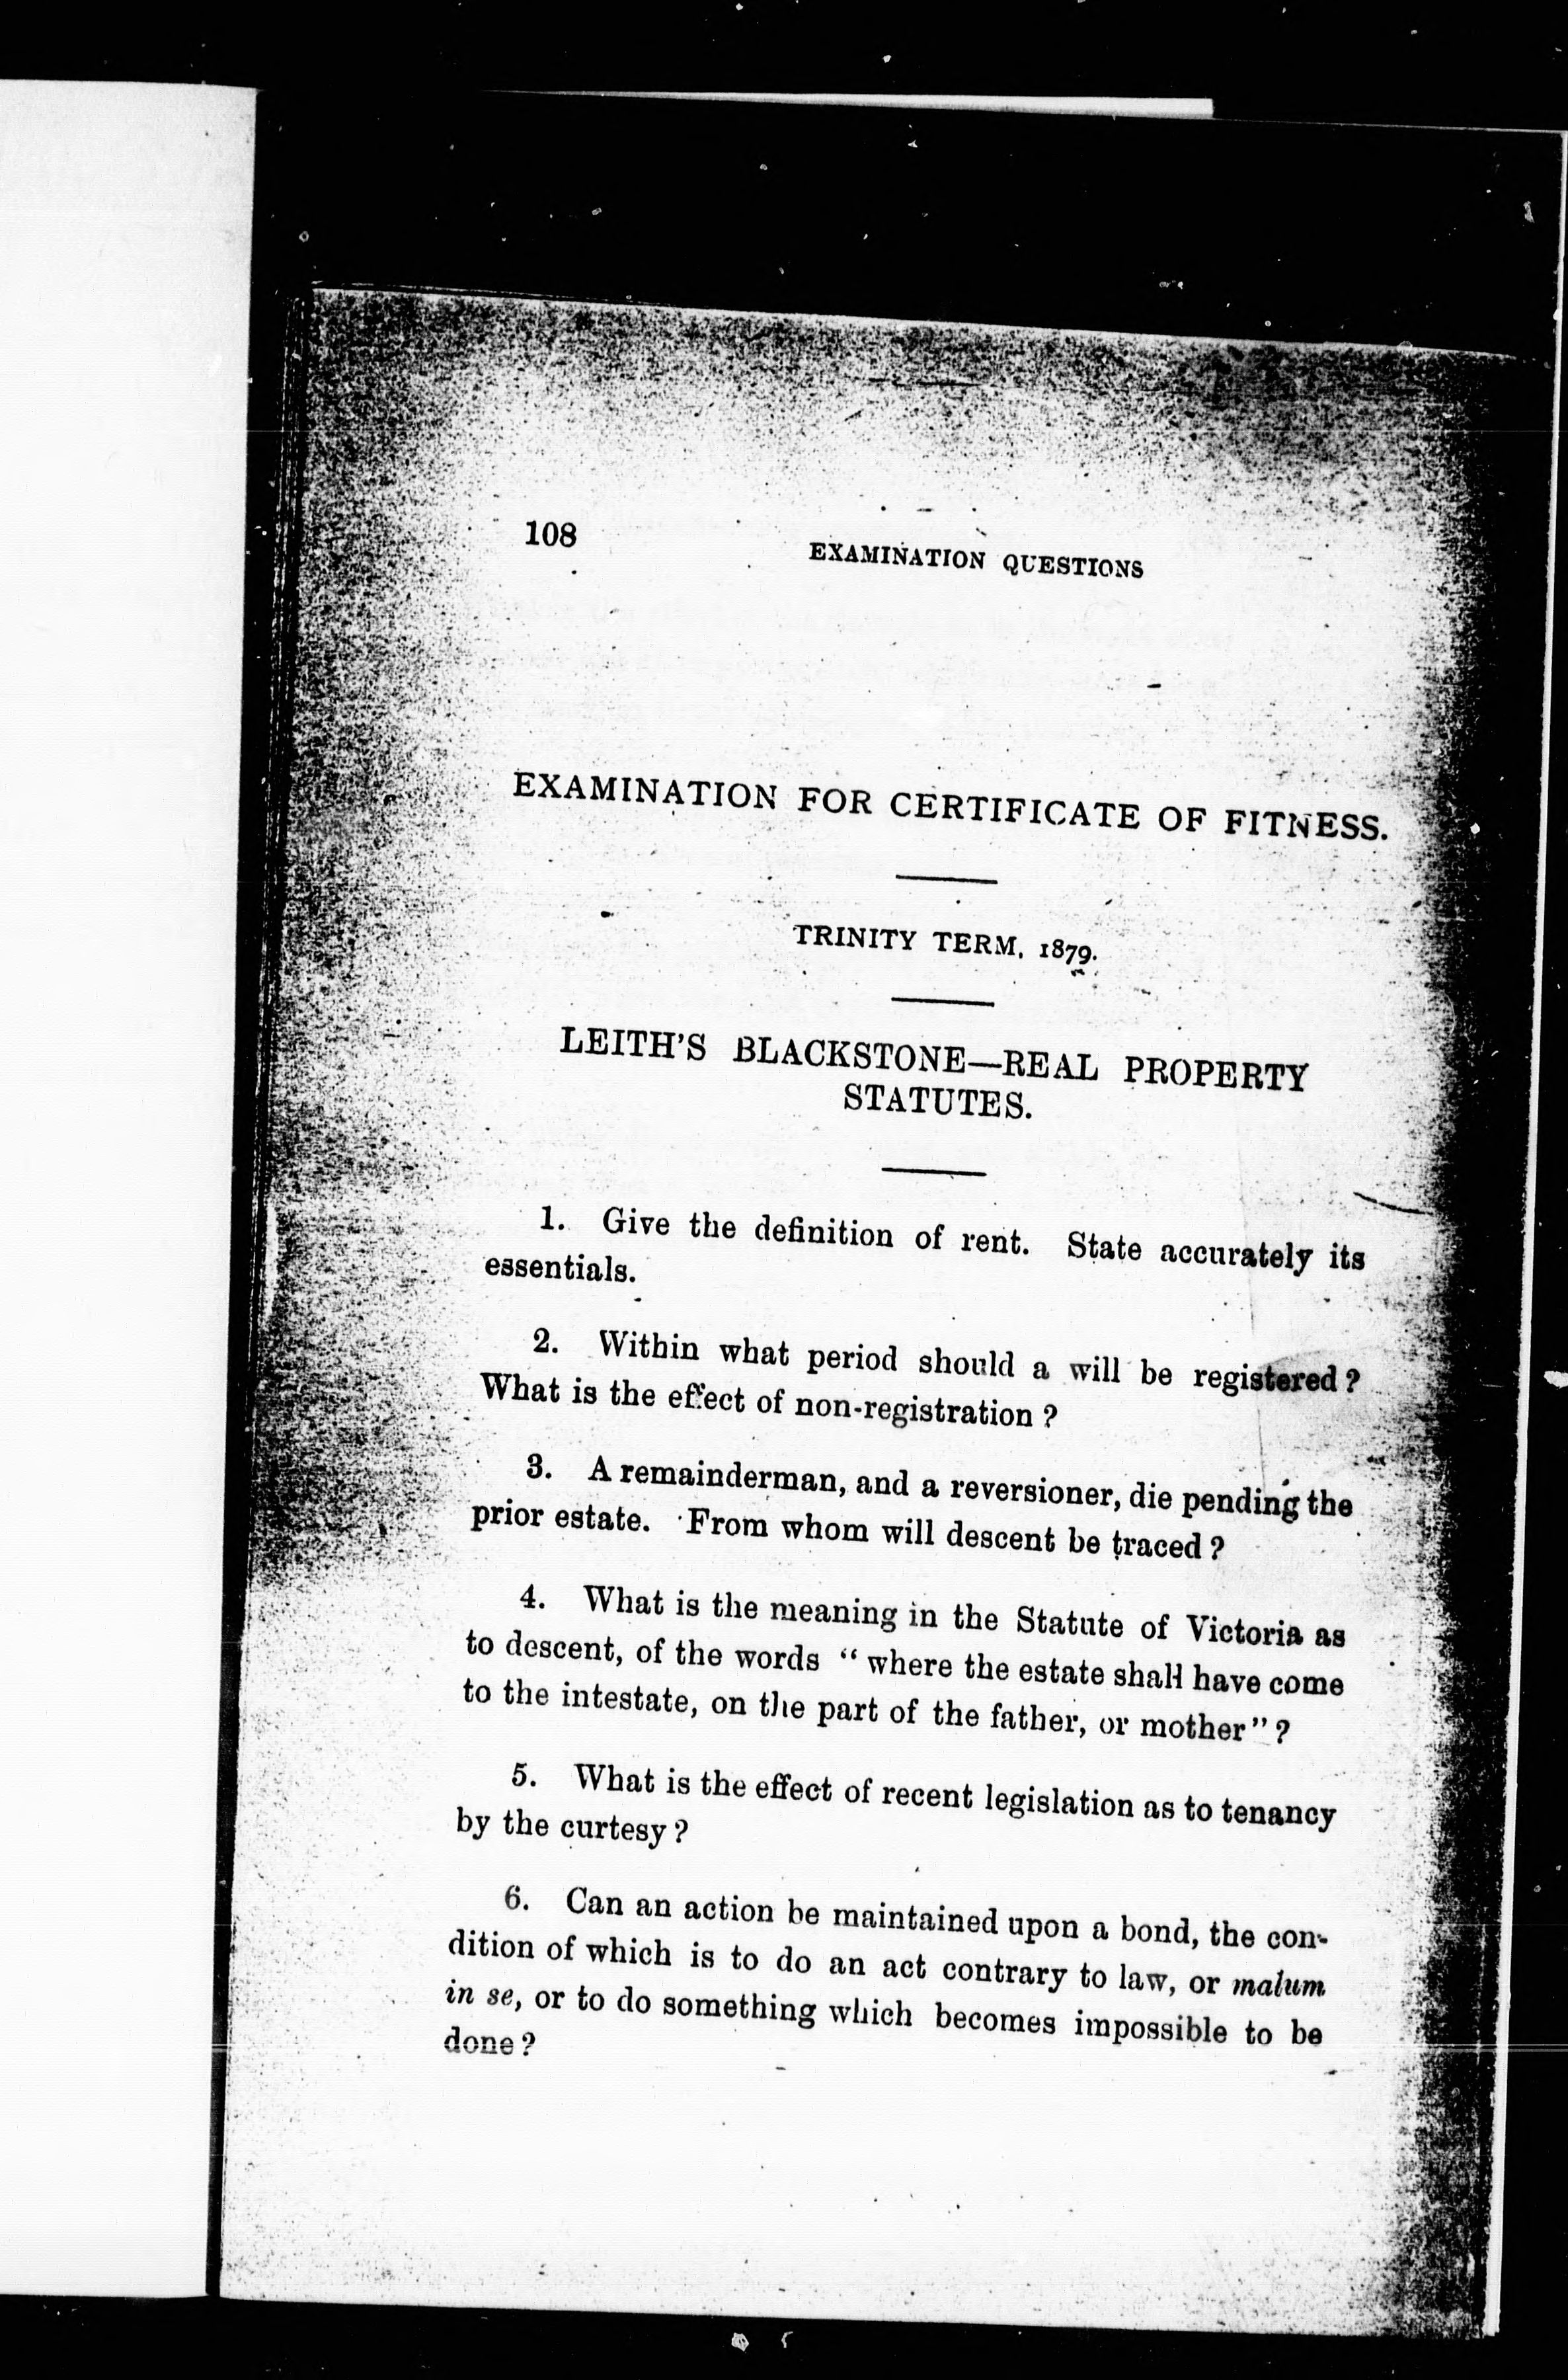 108
EXAMINATION QUESTIONS
EXAMINATION FOR CERTIFICATE OF FITNESS.
TRINITY TERM, 1879.
LEITH'S BLACKSTONE—REAL PROPERTY
STATUTES.
1. Give the definition of rent. State accurately its
essentials.
2. Within what period should a will be registered?
What is the effect of non-registration?
3. A remainderman, and a reversioner, die pending the
prior estate. From whom will descent be traced?
4. What is the meaning in the Statute of Victoria as
to descent, of the words "where the estate shall have come
to the intestate, on the part of the father, or mother"?
5. What is the effect of recent legislation as to tenancy
by the curtesy?
6. Can an action be maintained upon a bond, the con-
dition of which is to do an act contrary to law, or malum
in se, or to do something which becomes impossible to be
done?